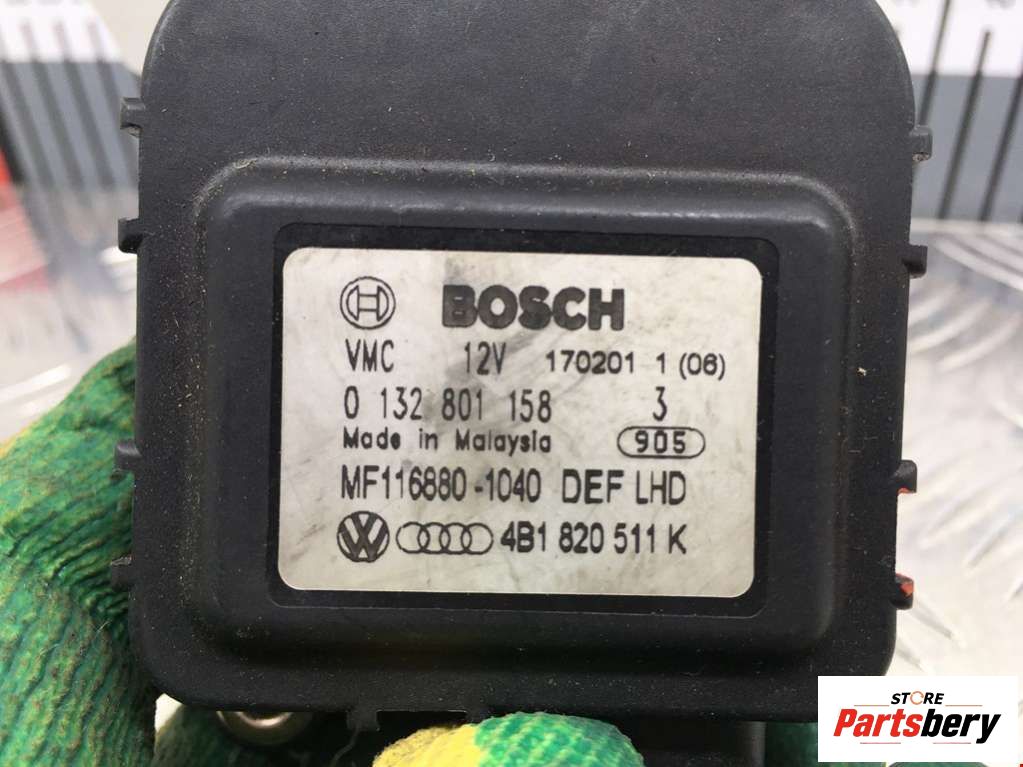 BOSCH
VMC 12V 170201 1 (06)
0 132 801 158 3
Made in Malaysia 905
MF116880-1040 DEF LHD
4B1 820 511 K
STORE
Partsbery